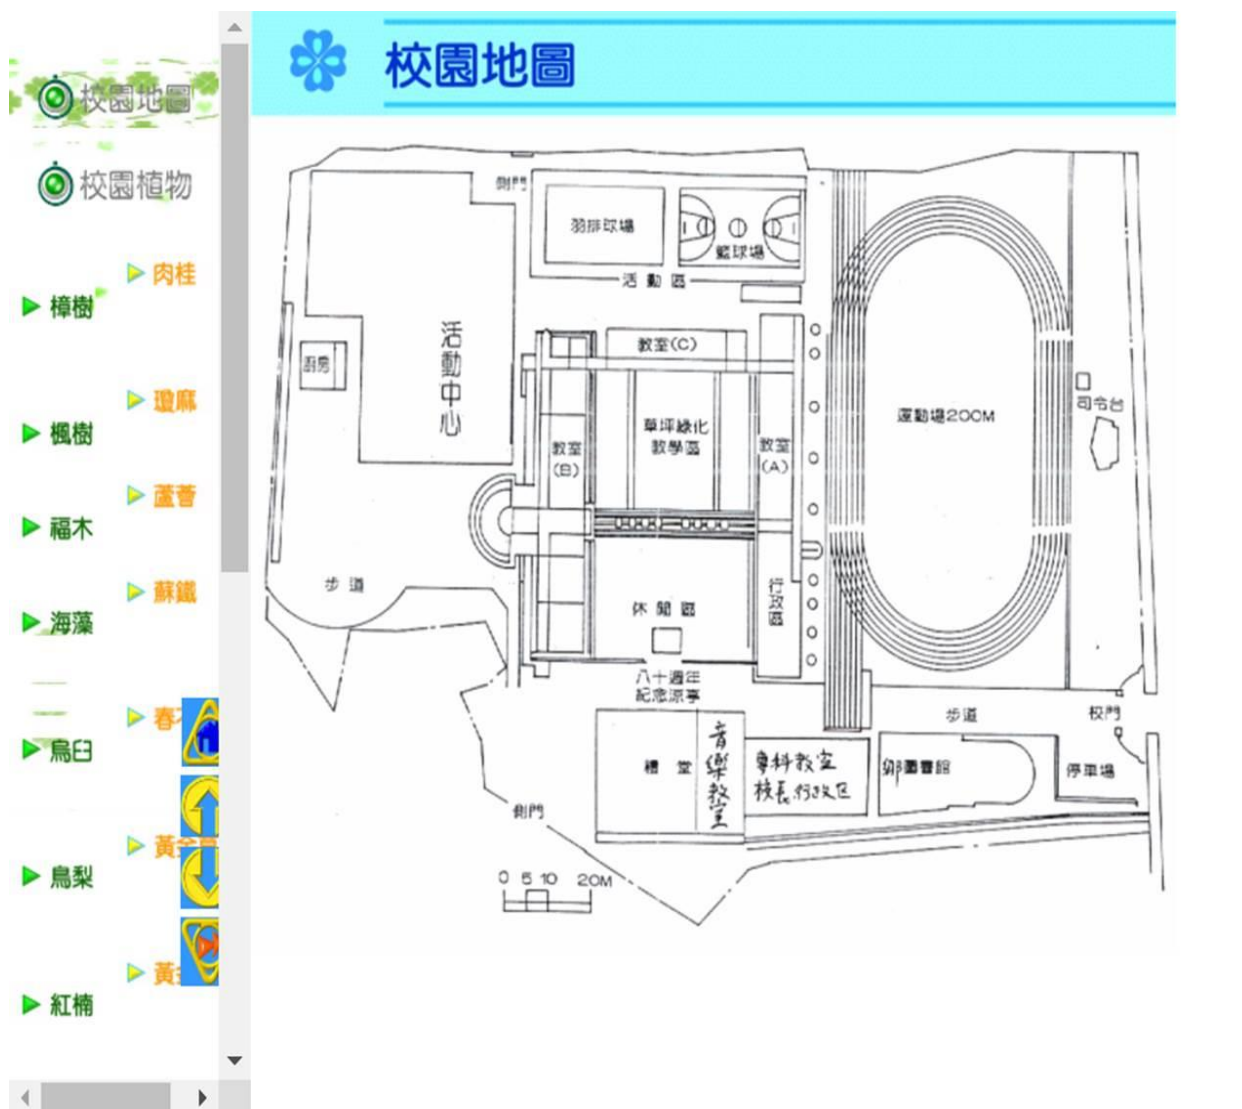 校園地圖
校園植物
肉桂
樟樹
瓊麻
楓樹
蘆薈
福木
蘇鐵
海藻
春
烏臼
黃金
鳥梨
黃
紅楠
校園地圖
側門
羽排球場
籃球場
活動區
教室(C)
活動中心
廚房
草坪綠化
教學區
教室
(B)
教室
(A)
運動場200M
司令台
步道
休閒區
行政區
八十週年
紀念涼亭
步道
校門
禮堂
音樂教室
專科教室
校長.行政区
圖書館
停車場
側門
0 5 10 20M